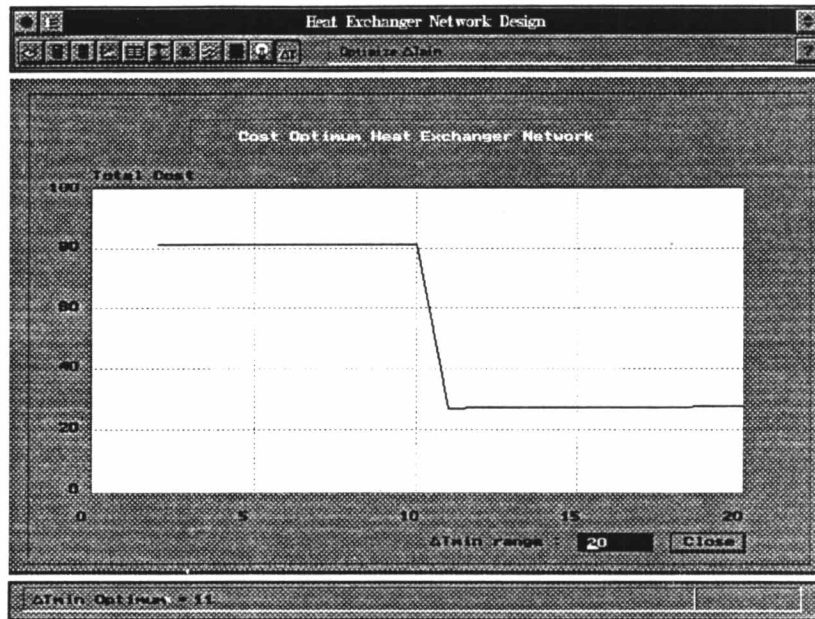 Heat Exchanger Network Design
ΔT
Optimize ΔTmin
?
Cost Optimum Heat Exchanger Network
Total Cost
100
80
60
40
20
0
0 5 10 15 20
ΔTmin range : 20 Close
ΔTmin Optimum = 11